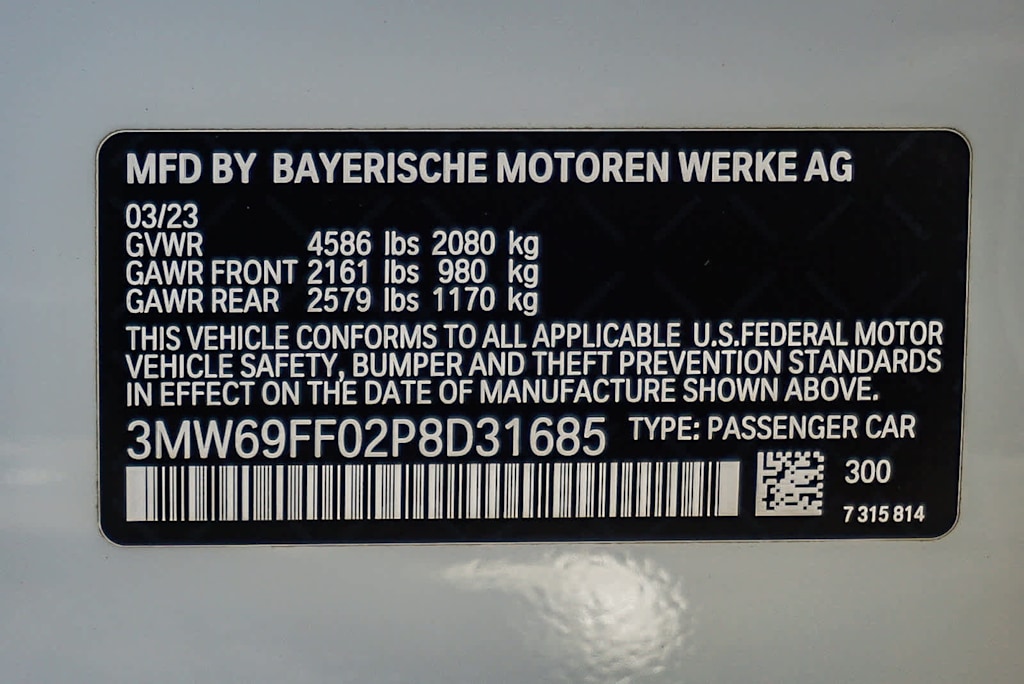 MFD BY BAYERISCHE MOTOREN WERKE AG
03/23
GVWR 4586 lbs 2080 kg
GAWR FRONT 2161 lbs 980 kg
GAWR REAR 2579 lbs 1170 kg
THIS VEHICLE CONFORMS TO ALL APPLICABLE U.S.FEDERAL MOTOR
VEHICLE SAFETY, BUMPER AND THEFT PREVENTION STANDARDS
IN EFFECT ON THE DATE OF MANUFACTURE SHOWN ABOVE.
3MW69FF02P8D31685 TYPE: PASSENGER CAR
300
7 315 814